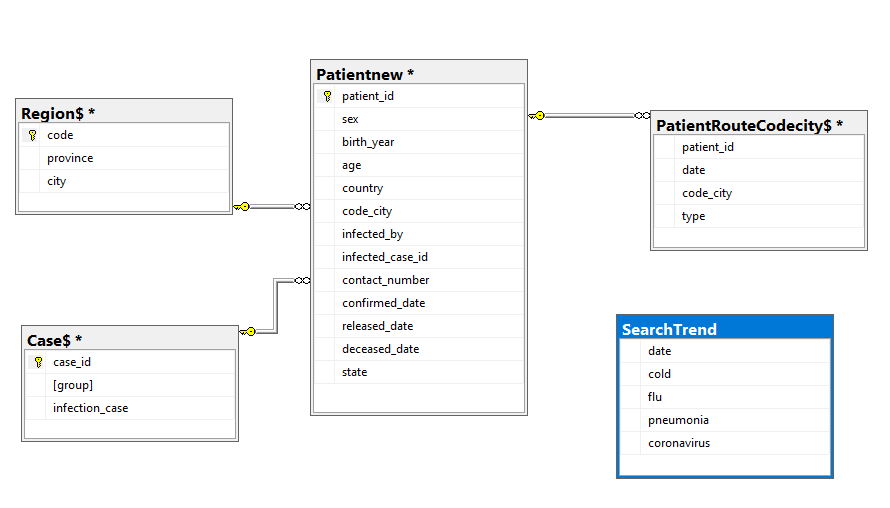 Region$ *
code
province
city
Case$ *
case_id
[group]
infection_case
Patientnew *
patient_id
sex
birth_year
age
country
code_city
infected_by
infected_case_id
contact_number
confirmed_date
released_date
deceased_date
state
PatientRouteCodecity$ *
patient_id
date
code_city
type
SearchTrend
date
cold
flu
pneumonia
coronavirus